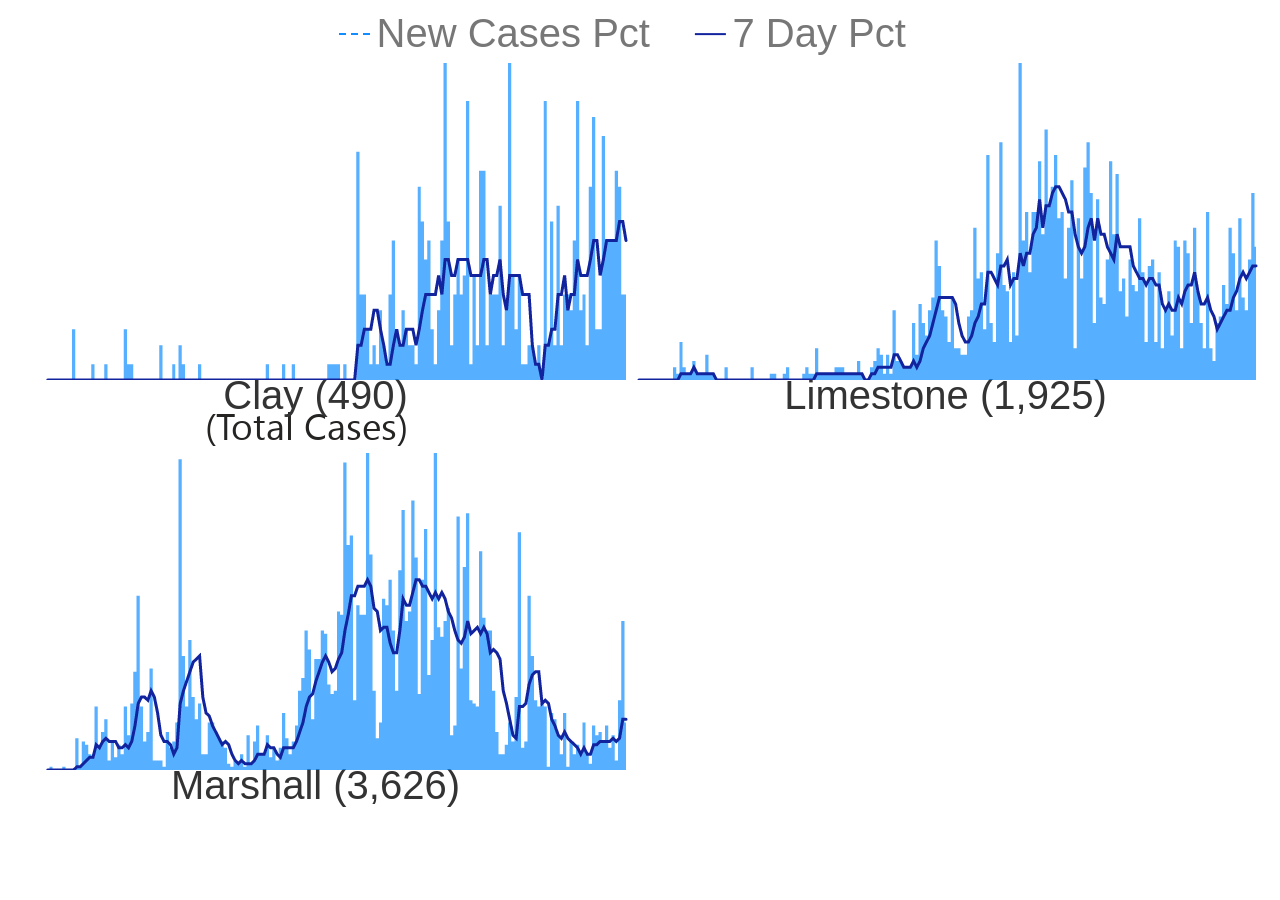 New Cases Pct 7 Day Pct
Clay (490)
(Total Cases)
Limestone (1,925)
Marshall (3,626)